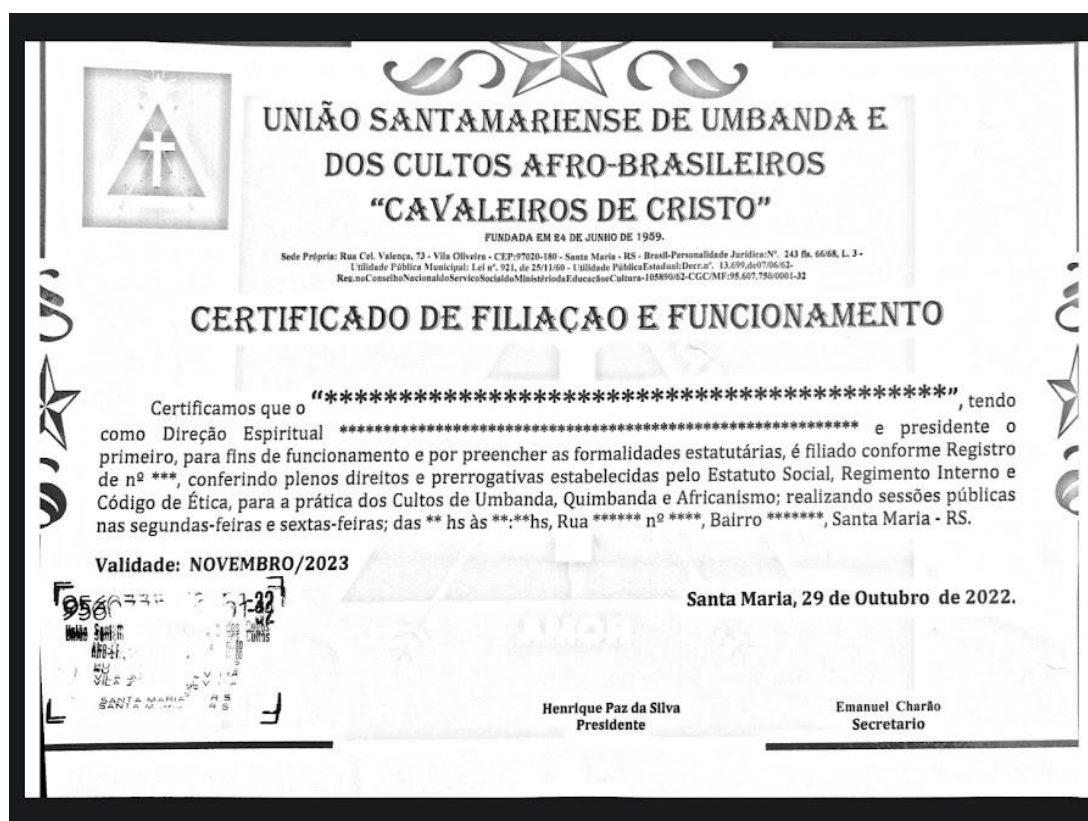 UNIÃO SANTAMARIENSE DE UMBANDA E
DOS CULTOS AFRO-BRASILEIROS
“CAVALEIROS DE CRISTO”
FUNDADA EM 24 DE JUNHO DE 1959.
Sede Própria: Rua Cel. Valença, 73 - Vila Oliveira - CEP:97020-180 - Santa Maria - RS - Brasil-Personalidade Jurídica:Nº. 243 fls. 66/68, L. 3 -
Utilidade Pública Municipal: Lei nº. 921, de 25/11/60 - Utilidade PúblicaEstadual:Decr.nº. 13.699,de07/06/62-
Reg.noConselhoNacionaldoServicoSocialdoMinistériodaEducaçãoeCultura-105890/62-CGC/MF:95.607.750/0001-32
CERTIFICADO DE FILIAÇAO E FUNCIONAMENTO
Certificamos que o “******************************************”, tendo
como Direção Espiritual ************************************************************ e presidente o
primeiro, para fins de funcionamento e por preencher as formalidades estatutárias, é filiado conforme Registro
de nº ***, conferindo plenos direitos e prerrogativas estabelecidas pelo Estatuto Social, Regimento Interno e
Código de Ética, para a prática dos Cultos de Umbanda, Quimbanda e Africanismo; realizando sessões públicas
nas segundas-feiras e sextas-feiras; das ** hs às **:**hs, Rua ****** nº ****, Bairro *******, Santa Maria - RS.
Validade: NOVEMBRO/2023
Santa Maria, 29 de Outubro de 2022.
SANTA MARIA RS
Henrique Paz da Silva
Presidente
Emanuel Charão
Secretario